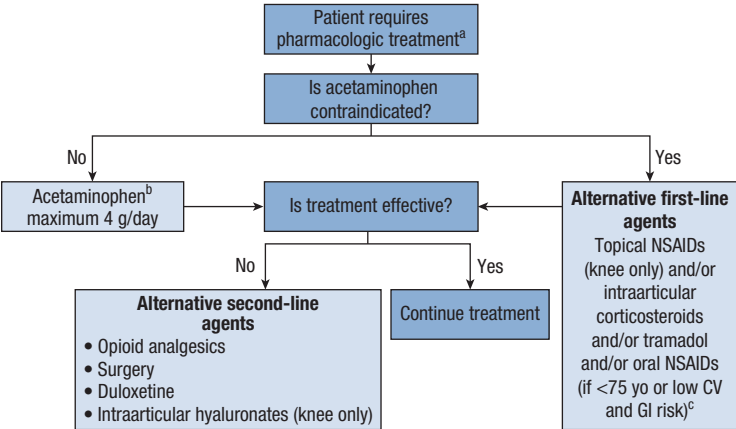 Patient requires
pharmacologic treatmentᵃ
Is acetaminophen
contraindicated?
No
Yes
Acetaminophenᵇ
maximum 4 g/day
Is treatment effective?
Alternative first-line
agents
Topical NSAIDs
(knee only) and/or
intraarticular
corticosteroids
and/or tramadol
and/or oral NSAIDs
(if <75 yo or low CV
and GI risk)ᶜ
No
Yes
Alternative second-line
agents
• Opioid analgesics
• Surgery
• Duloxetine
• Intraarticular hyaluronates (knee only)
Continue treatment